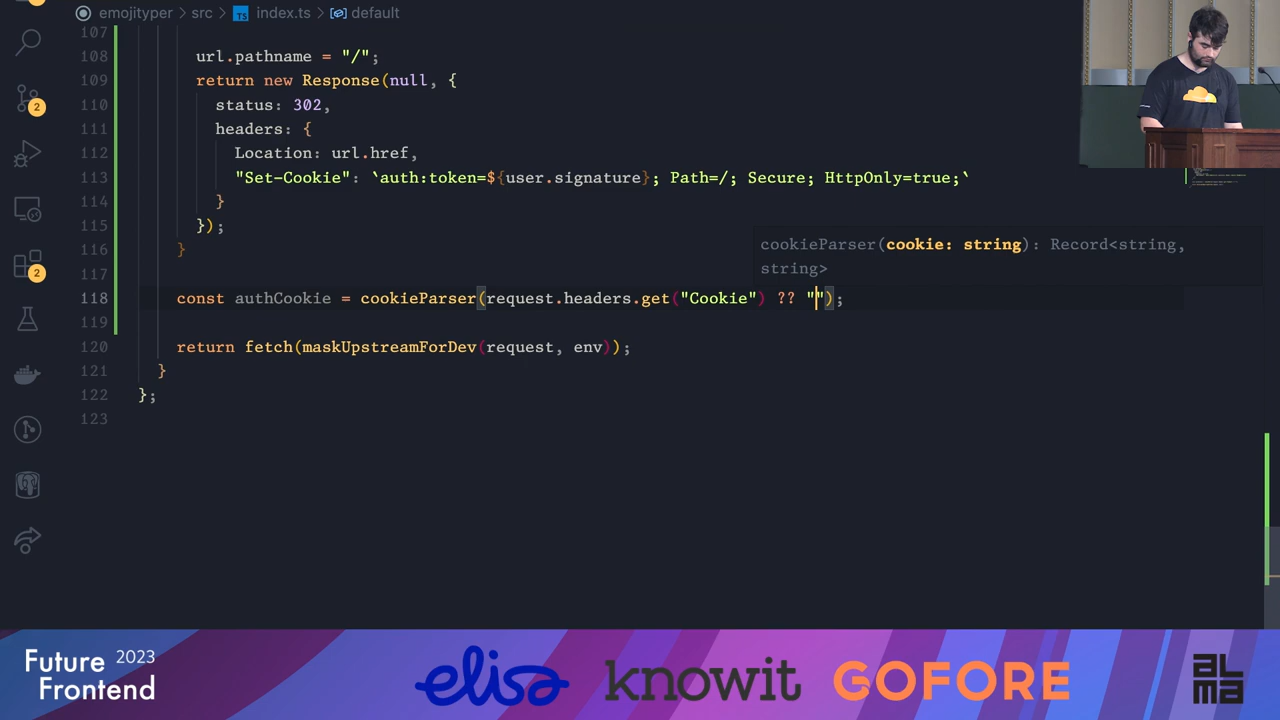 emojityper > src > TS index.ts > default
107
108 url.pathname = "/";
109 return new Response(null, {
110 status: 302,
111 headers: {
112 Location: url.href,
113 "Set-Cookie": `auth:token=${user.signature}; Path=/; Secure; HttpOnly=true;`
114 }
115 });
116 }
cookieParser(cookie: string): Record<string,
string>
117
118 const authCookie = cookieParser(request.headers.get("Cookie") ?? "");
119
120 return fetch(maskUpstreamForDev(request, env));
121 }
122 };
123
2
2
Future 2023
Frontend
elisa
knowit
GOFORE
ALMA